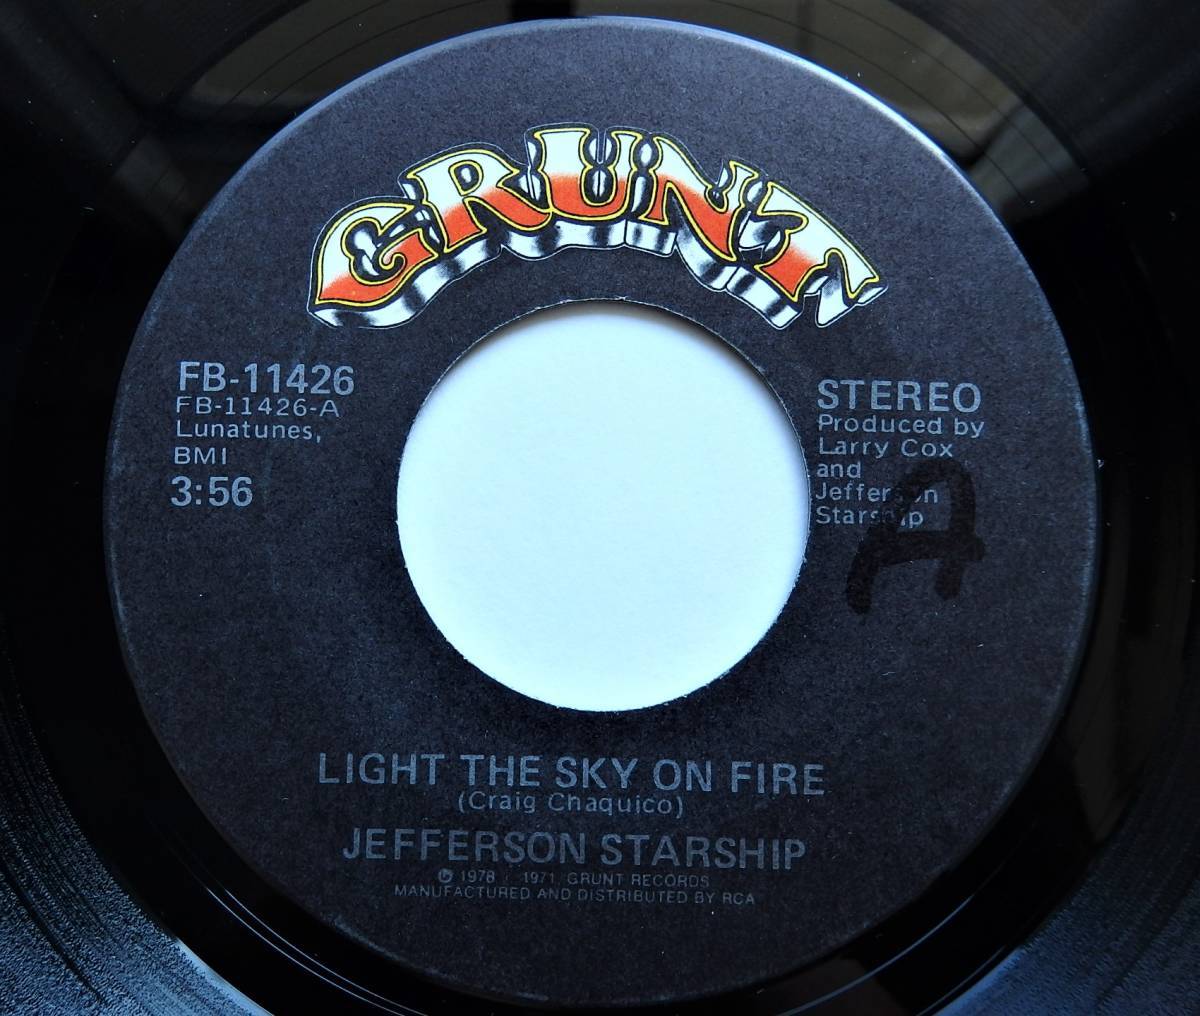 GRUNT
FB-11426
FB-11426-A
Lunatunes,
BMI
3:56
STEREO
Produced by
Larry Cox
and
Jefferson
Starship
A
LIGHT THE SKY ON FIRE
(Craig Chaquico)
JEFFERSON STARSHIP
℗ 1978, 1971, GRUNT RECORDS
MANUFACTURED AND DISTRIBUTED BY RCA